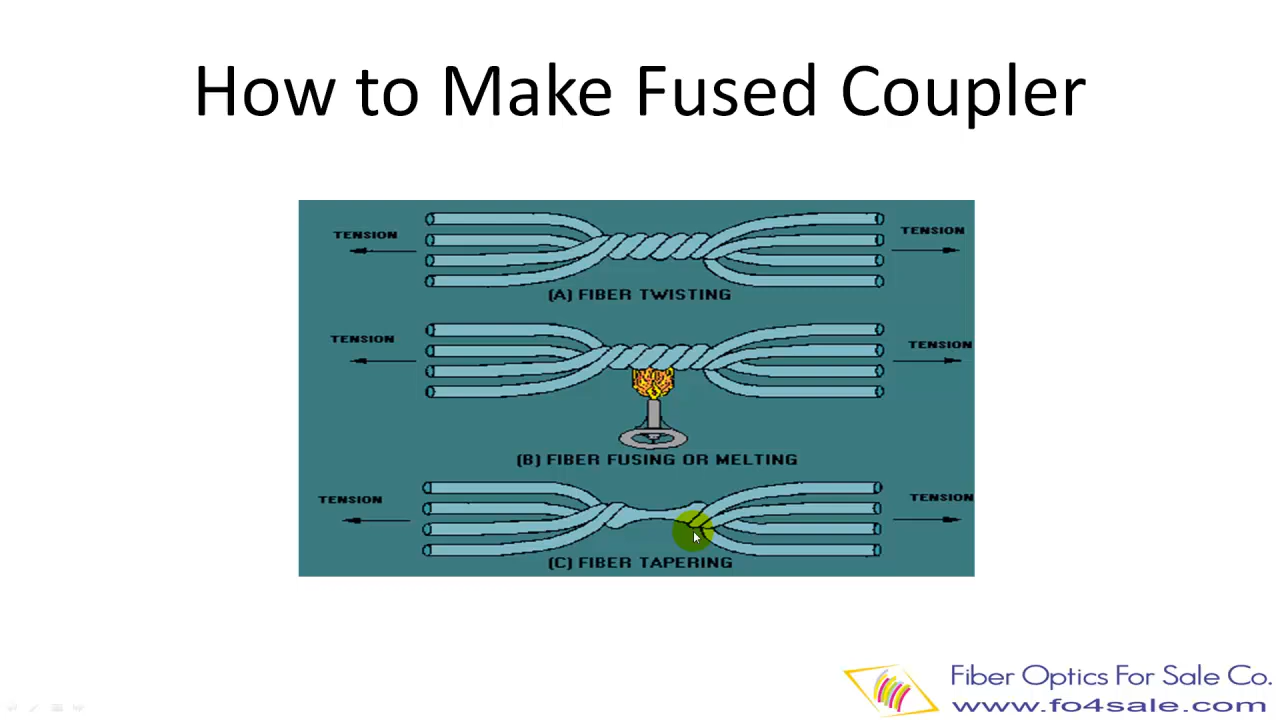 How to Make Fused Coupler
TENSION
TENSION
(A) FIBER TWISTING
TENSION
TENSION
(B) FIBER FUSING OR MELTING
TENSION
TENSION
(C) FIBER TAPERING
Fiber Optics For Sale Co.
www.fo4sale.com